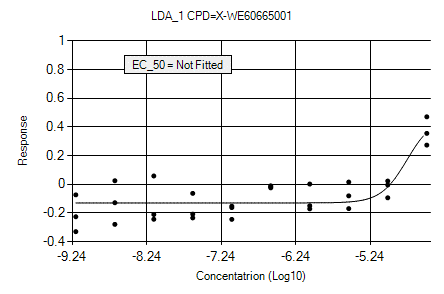 LDA_1 CPD=X-WE60665001
EC_50 = Not Fitted
1
0.8
0.6
0.4
0.2
0
-0.2
-0.4
Response
-9.24 -8.24 -7.24 -6.24 -5.24
Concentatrion (Log10)